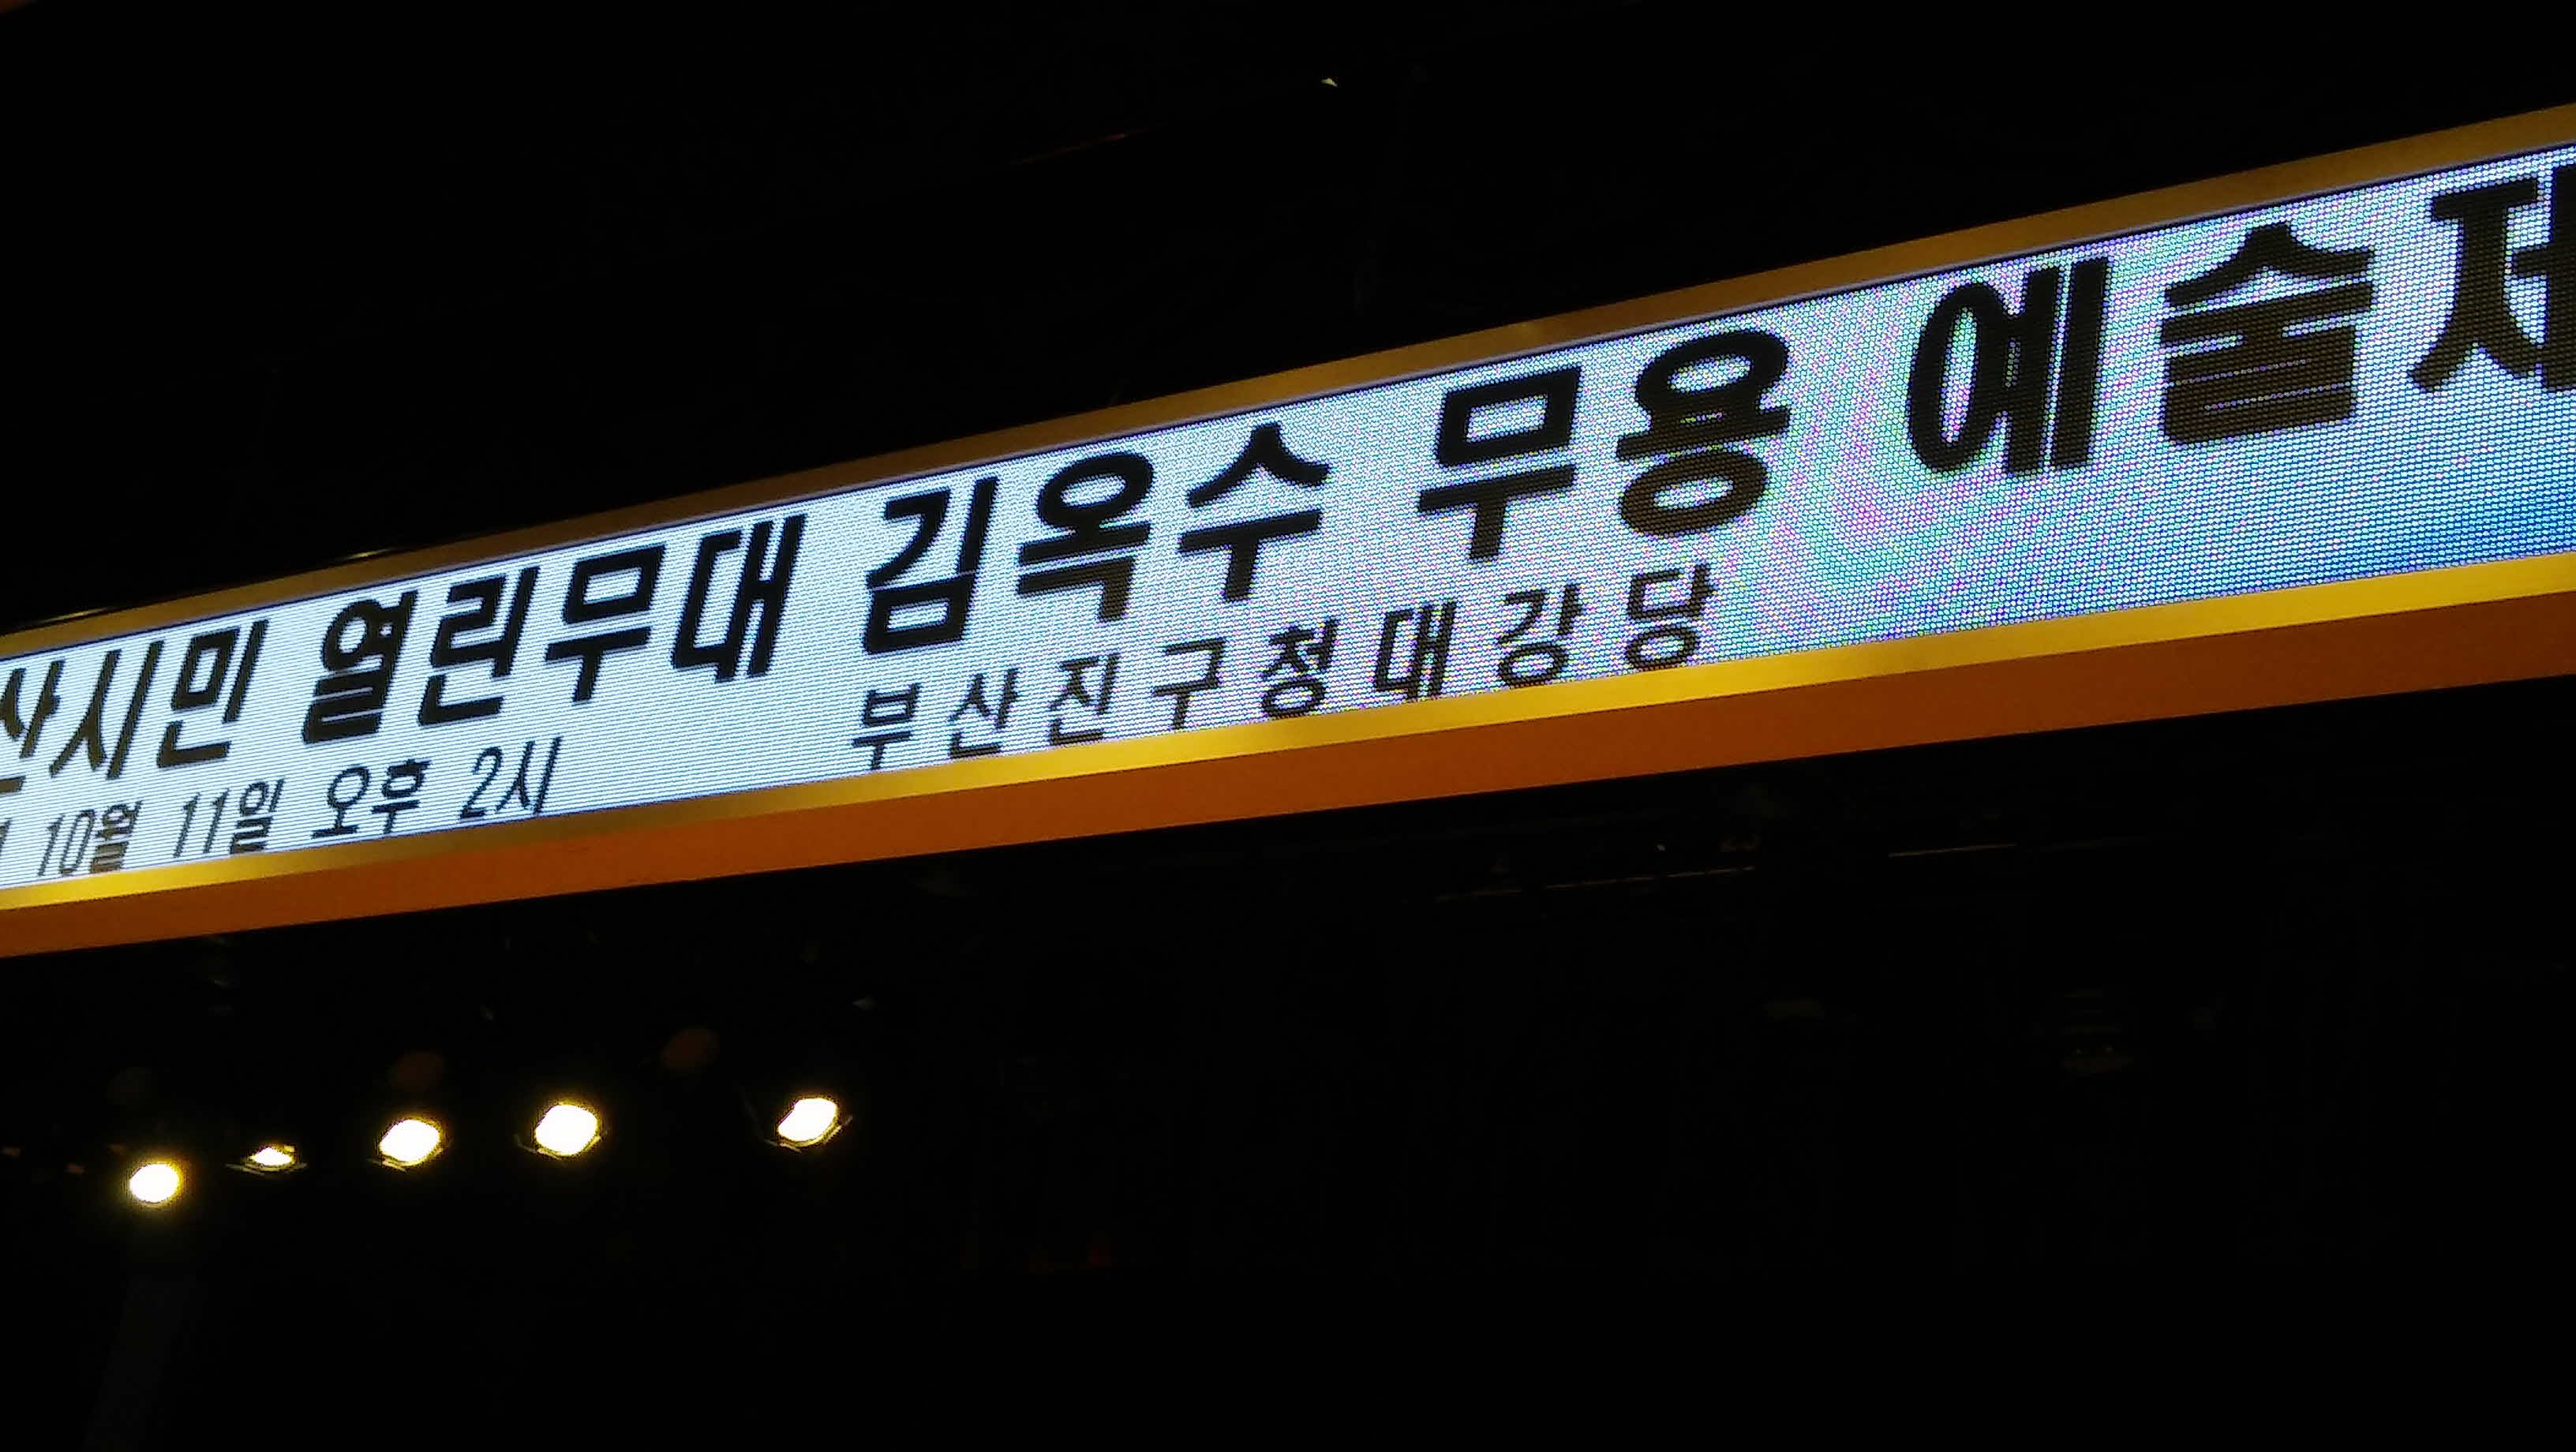 산시민 열린무대 김옥수 무용 예술제
10월 11일 오후 2시 부산진구청대강당